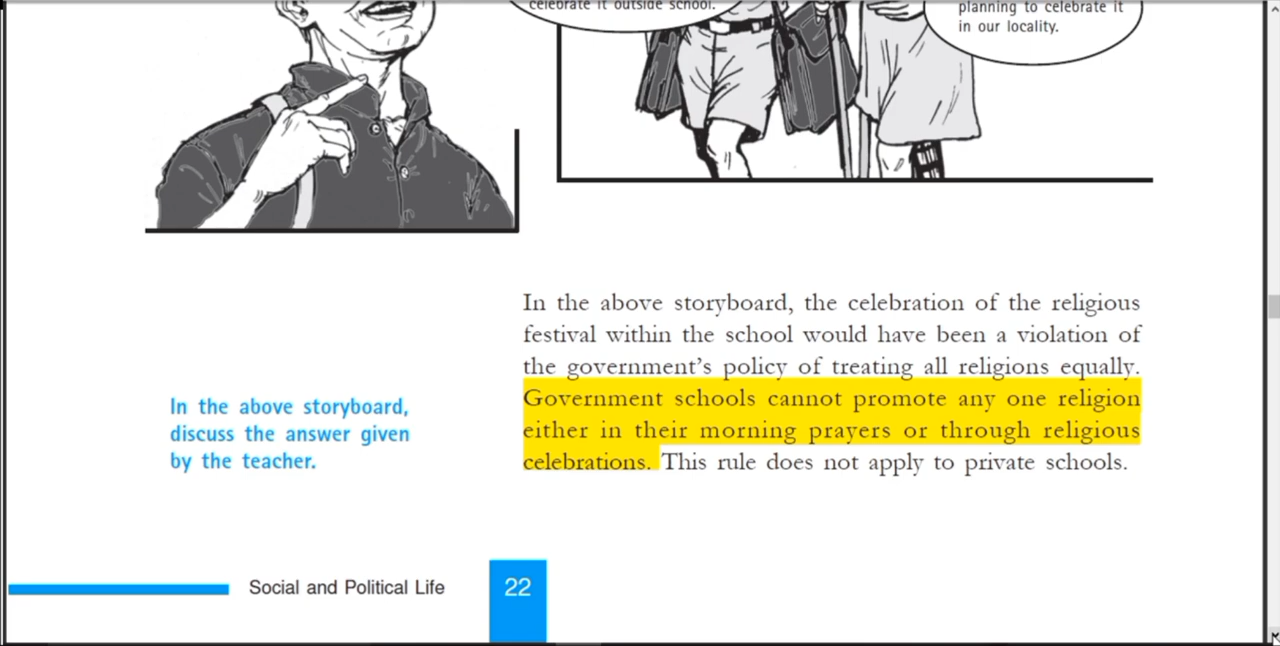 celebrate it outside school.
planning to celebrate it
in our locality.
In the above storyboard, the celebration of the religious
festival within the school would have been a violation of
the government's policy of treating all religions equally.
Government schools cannot promote any one religion
either in their morning prayers or through religious
celebrations. This rule does not apply to private schools.
In the above storyboard,
discuss the answer given
by the teacher.
Social and Political Life
22